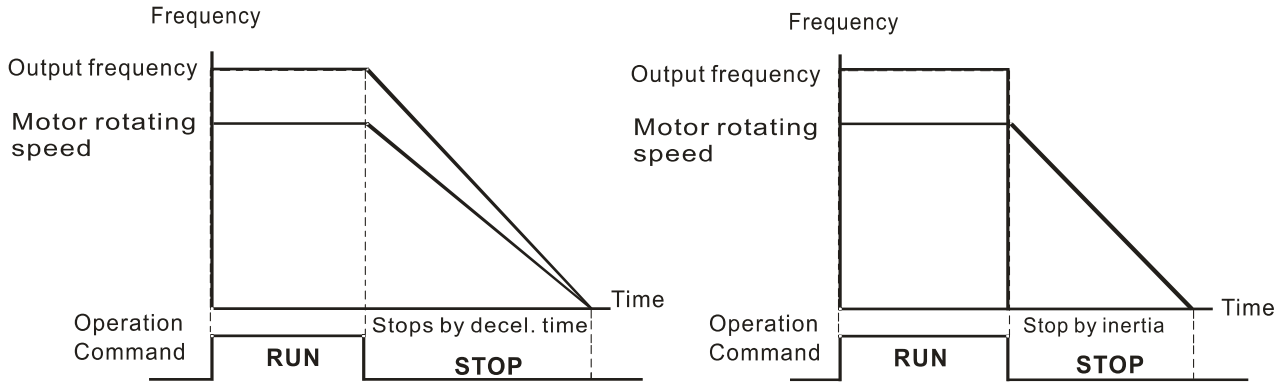 Frequency
Output frequency
Motor rotating
speed
Time
Operation
Command
Stops by decel. time
RUN
STOP
Frequency
Output frequency
Motor rotating
speed
Time
Operation
Command
Stop by inertia
RUN
STOP